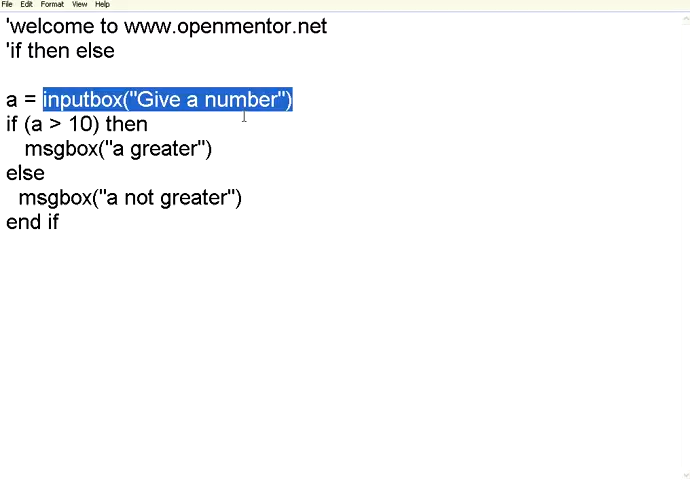 File Edit Format View Help
'welcome to www.openmentor.net
'if then else
a = inputbox("Give a number")
if (a > 10) then
msgbox("a greater")
else
msgbox("a not greater")
end if